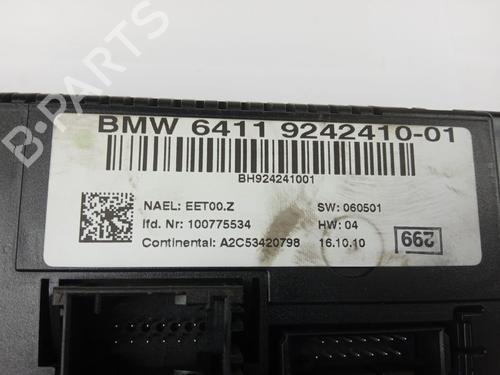 BMW 6411 9242410-01
BH924241001
NAEL: EET00.Z SW: 060501
lfd. Nr: 100775534 HW: 04
Continental: A2C53420798 16.10.10
299
B-PARTS